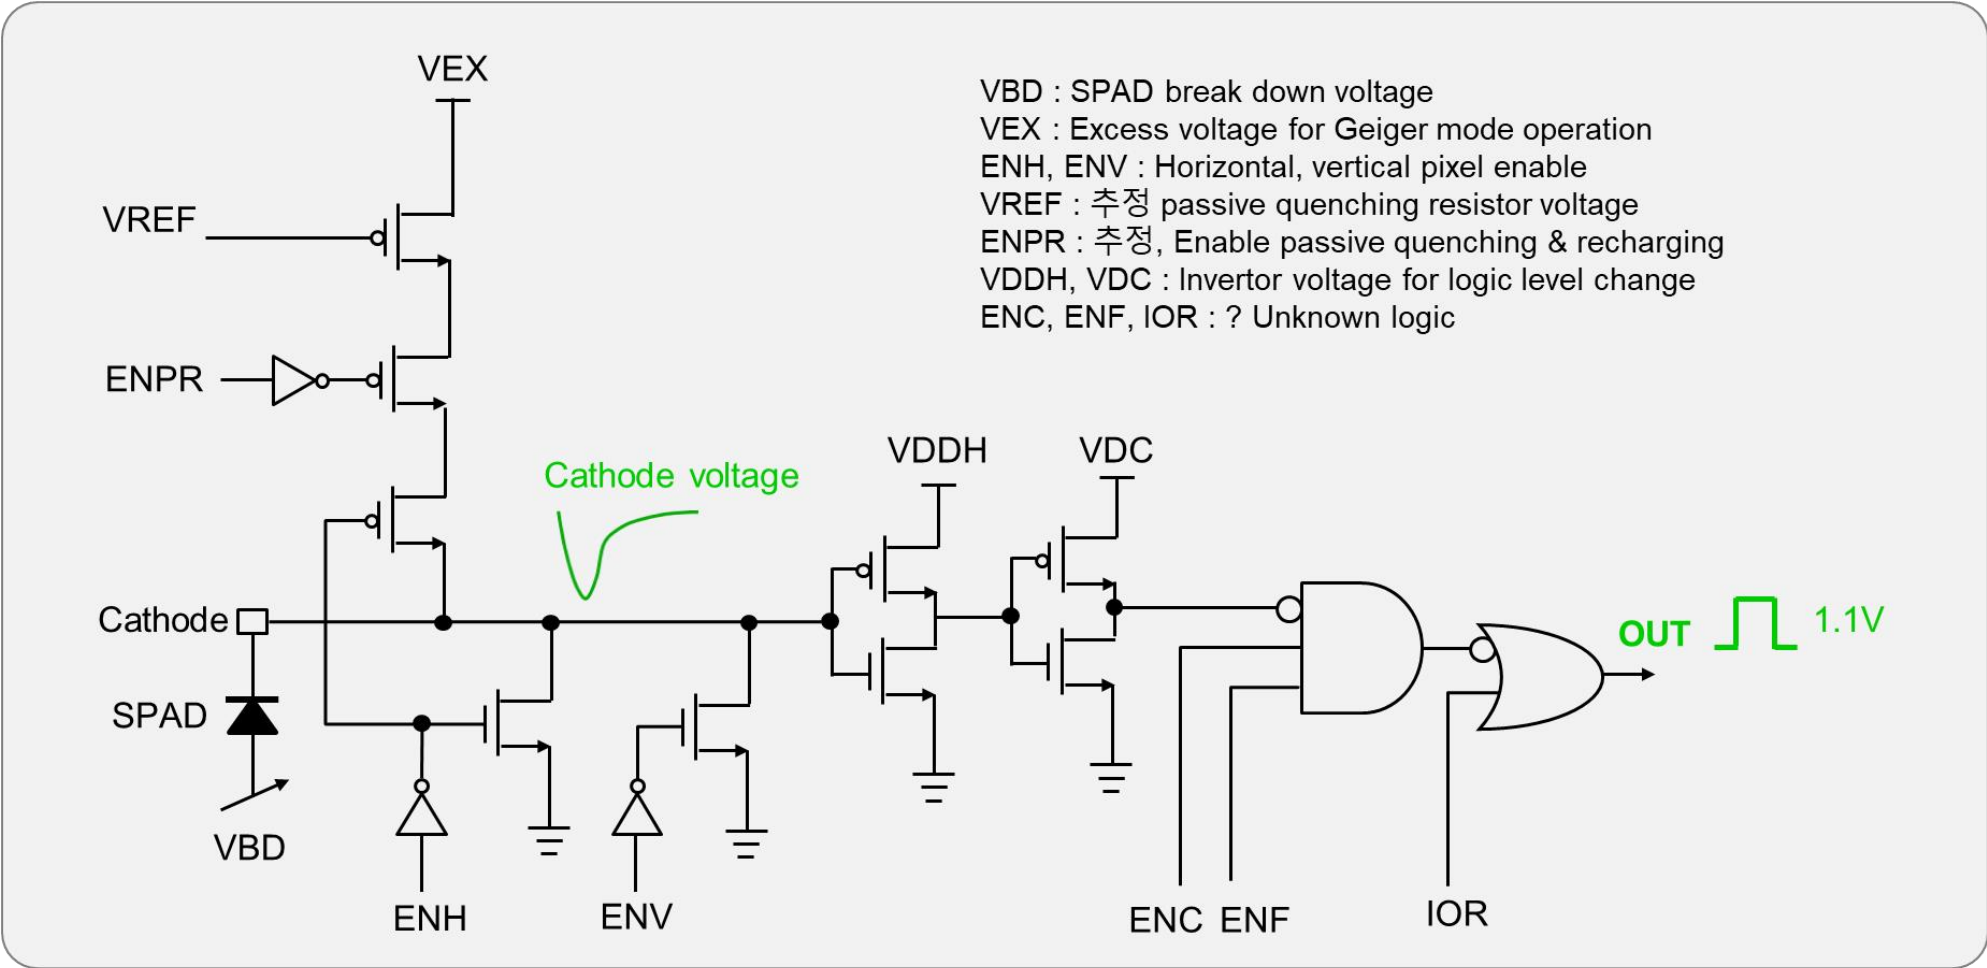 VEX
VBD : SPAD break down voltage
VEX : Excess voltage for Geiger mode operation
ENH, ENV : Horizontal, vertical pixel enable
VREF : 추정 passive quenching resistor voltage
ENPR : 추정, Enable passive quenching & recharging
VDDH, VDC : Invertor voltage for logic level change
ENC, ENF, IOR : ? Unknown logic
VREF
ENPR
Cathode voltage
VDDH
VDC
Cathode
SPAD
VBD
OUT
1.1V
ENH
ENV
ENC
ENF
IOR